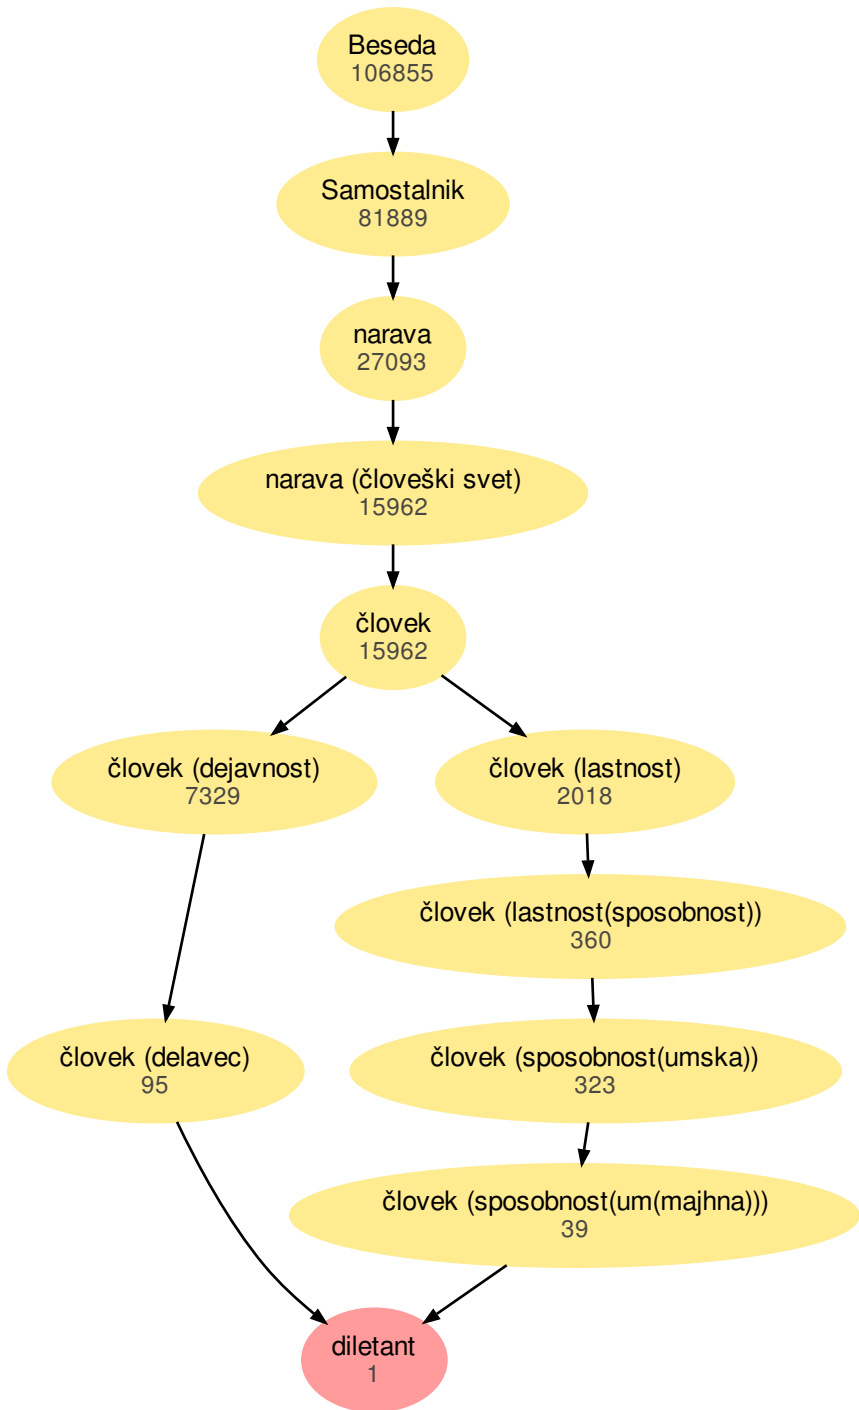 Beseda
106855
Samostalnik
81889
narava
27093
narava (človeški svet)
15962
človek
15962
človek (dejavnost)
7329
človek (lastnost)
2018
človek (lastnost(sposobnost))
360
človek (delavec)
95
človek (sposobnost(umska))
323
človek (sposobnost(um(majhna)))
39
diletant
1